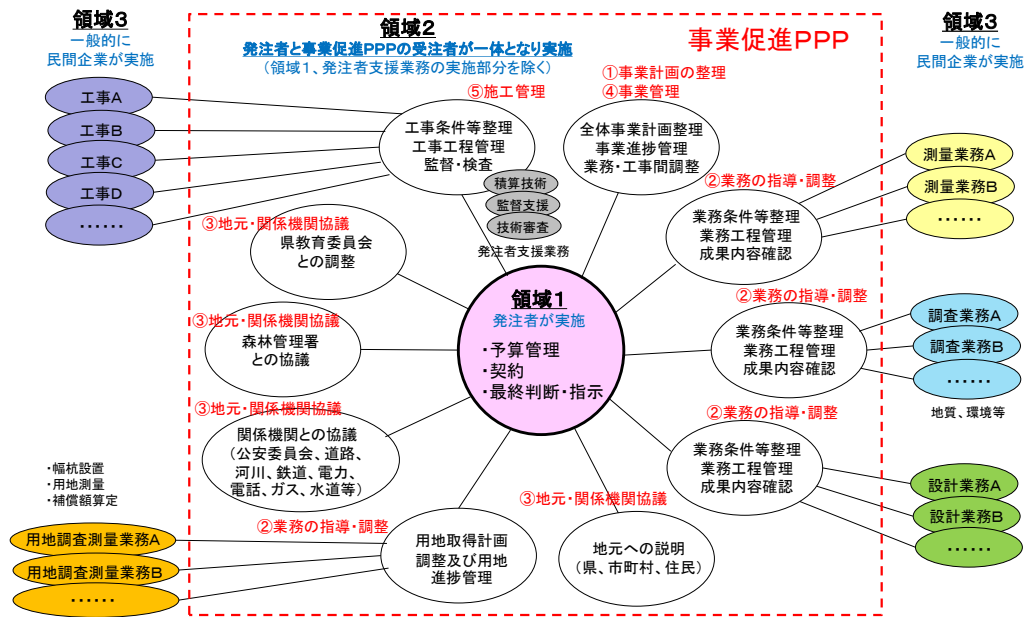 領域3
一般的に
民間企業が実施
工事A
工事B
工事C
工事D
‥‥‥
領域2
発注者と事業促進PPPの受注者が一体となり実施
(領域1、発注者支援業務の実施部分を除く)
事業促進PPP
領域3
一般的に
民間企業が実施
⑤施工管理
工事条件等整理
工事工程管理
監督・検査
積算技術
監督支援
技術審査
発注者支援業務
①事業計画の整理
④事業管理
全体事業計画整理
事業進捗管理
業務・工事間調整
②業務の指導・調整
業務条件等整理
業務工程管理
成果内容確認
測量業務A
測量業務B
‥‥‥
③地元・関係機関協議
県教育委員会
との調整
領域1
発注者が実施
・予算管理
・契約
・最終判断・指示
②業務の指導・調整
業務条件等整理
業務工程管理
成果内容確認
調査業務A
調査業務B
‥‥‥
地質、環境等
③地元・関係機関協議
森林管理署
との協議
③地元・関係機関協議
関係機関との協議
(公安委員会、道路、
河川、鉄道、電力、
電話、ガス、水道等)
②業務の指導・調整
業務条件等整理
業務工程管理
成果内容確認
設計業務A
設計業務B
‥‥‥
・幅杭設置
・用地測量
・補償額算定
用地調査測量業務A
用地調査測量業務B
‥‥‥
②業務の指導・調整
用地取得計画
調整及び用地
進捗管理
③地元・関係機関協議
地元への説明
(県、市町村、住民)